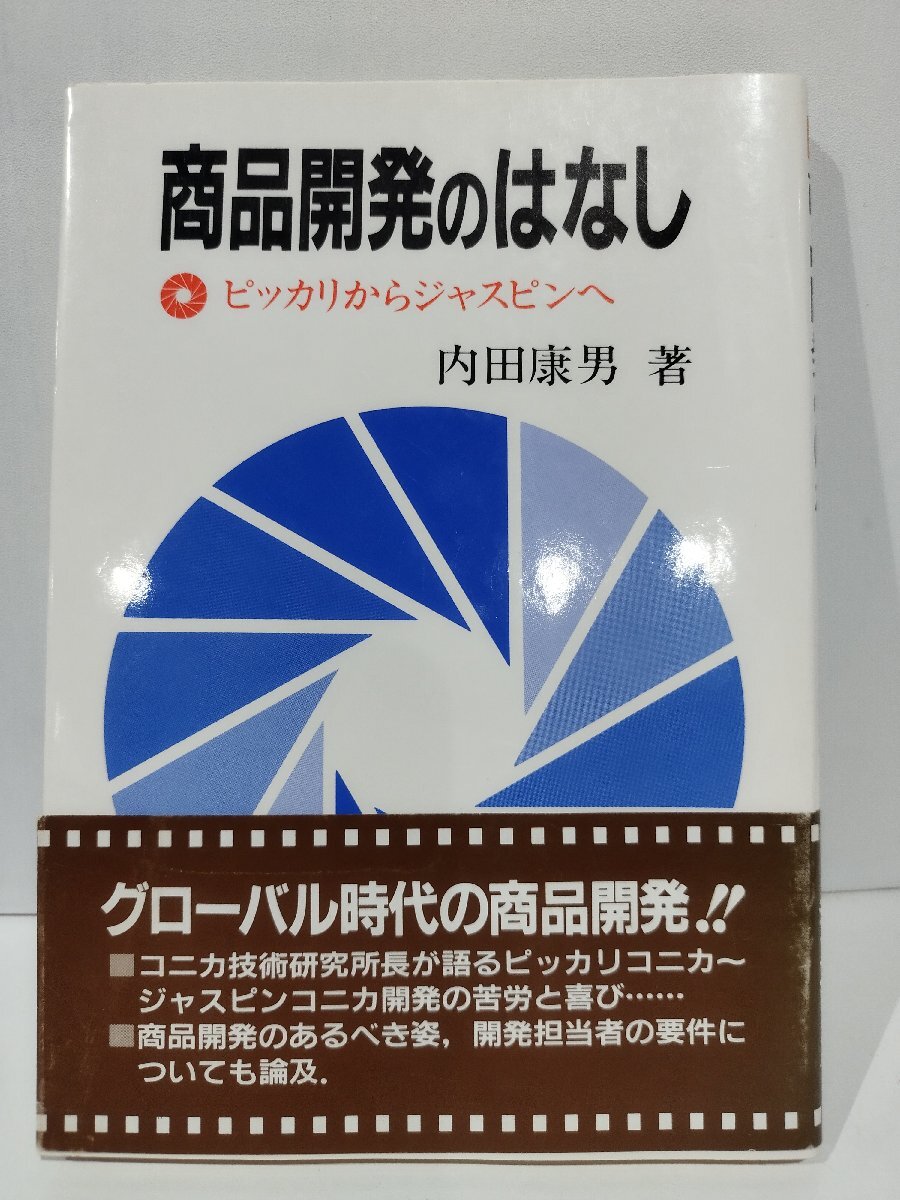 商品開発のはなし
ピッカリからジャスピンへ
内田康男 著
グローバル時代の商品開発!!
■コニカ技術研究所長が語るピッカリコニカ～
ジャスピンコニカ開発の苦労と喜び……
■商品開発のあるべき姿，開発担当者の要件に
ついても論及．